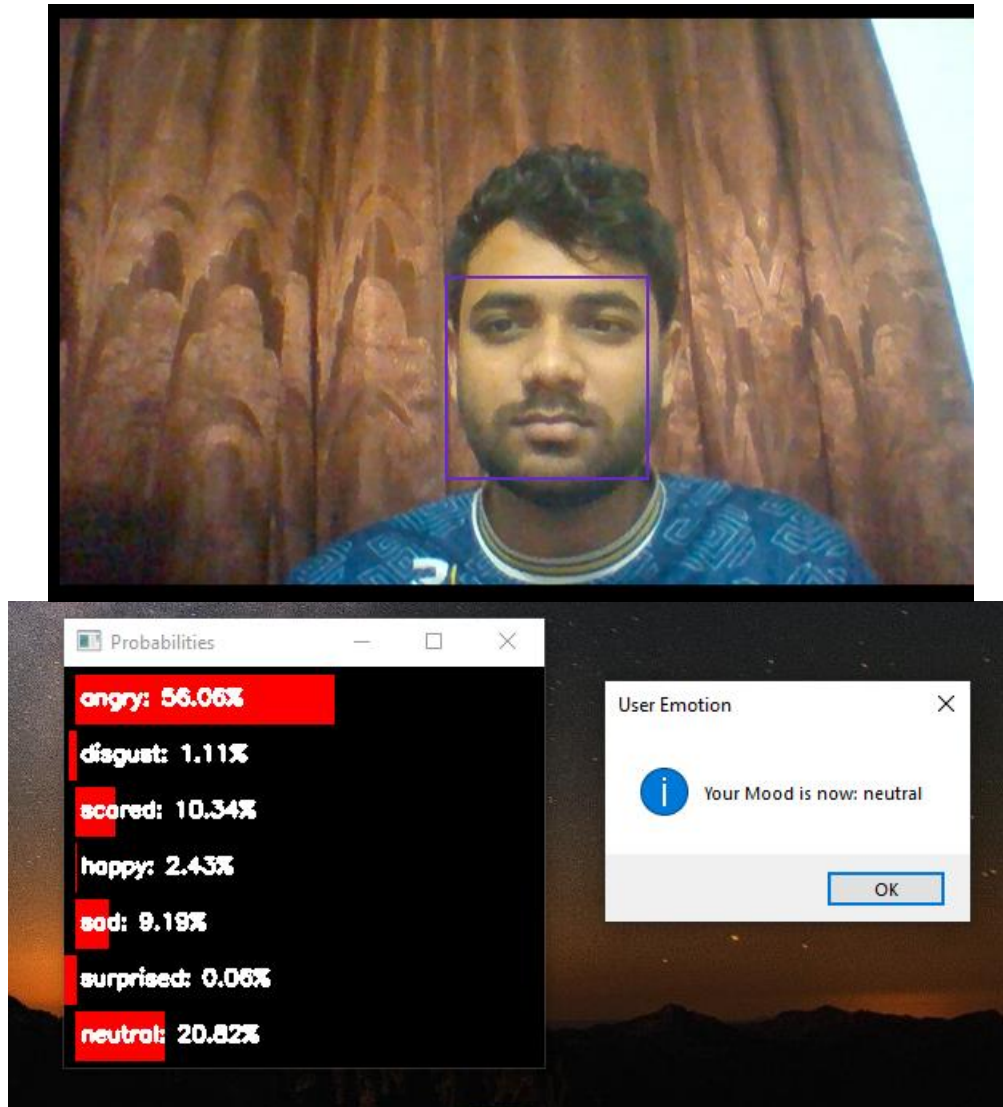 Probabilities
angry: 56.06%
disgust: 1.11%
scared: 10.34%
happy: 2.43%
sad: 9.19%
surprised: 0.06%
neutral: 20.82%
User Emotion
Your Mood is now: neutral
OK